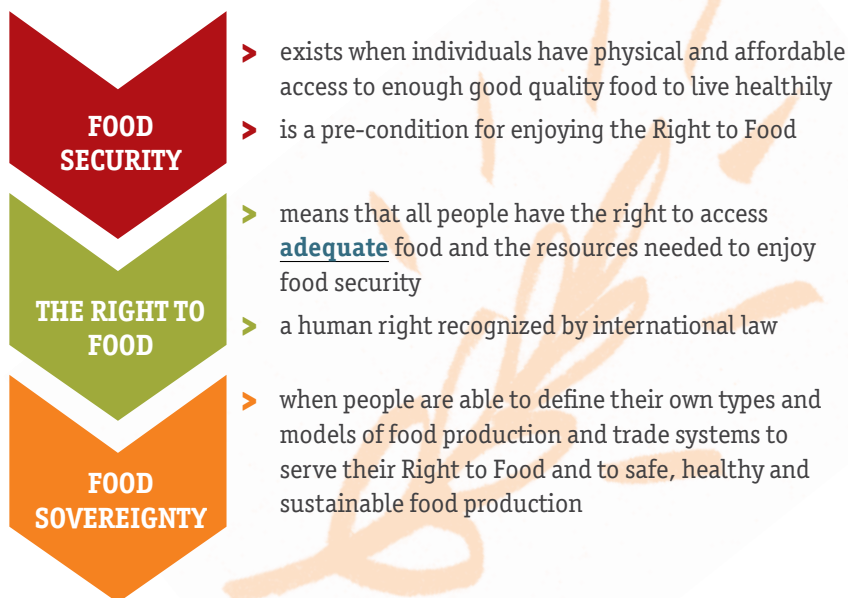 FOOD
SECURITY
> exists when individuals have physical and affordable
access to enough good quality food to live healthily
> is a pre-condition for enjoying the Right to Food
THE RIGHT TO
FOOD
> means that all people have the right to access
adequate food and the resources needed to enjoy
food security
> a human right recognized by international law
FOOD
SOVEREIGNTY
> when people are able to define their own types and
models of food production and trade systems to
serve their Right to Food and to safe, healthy and
sustainable food production